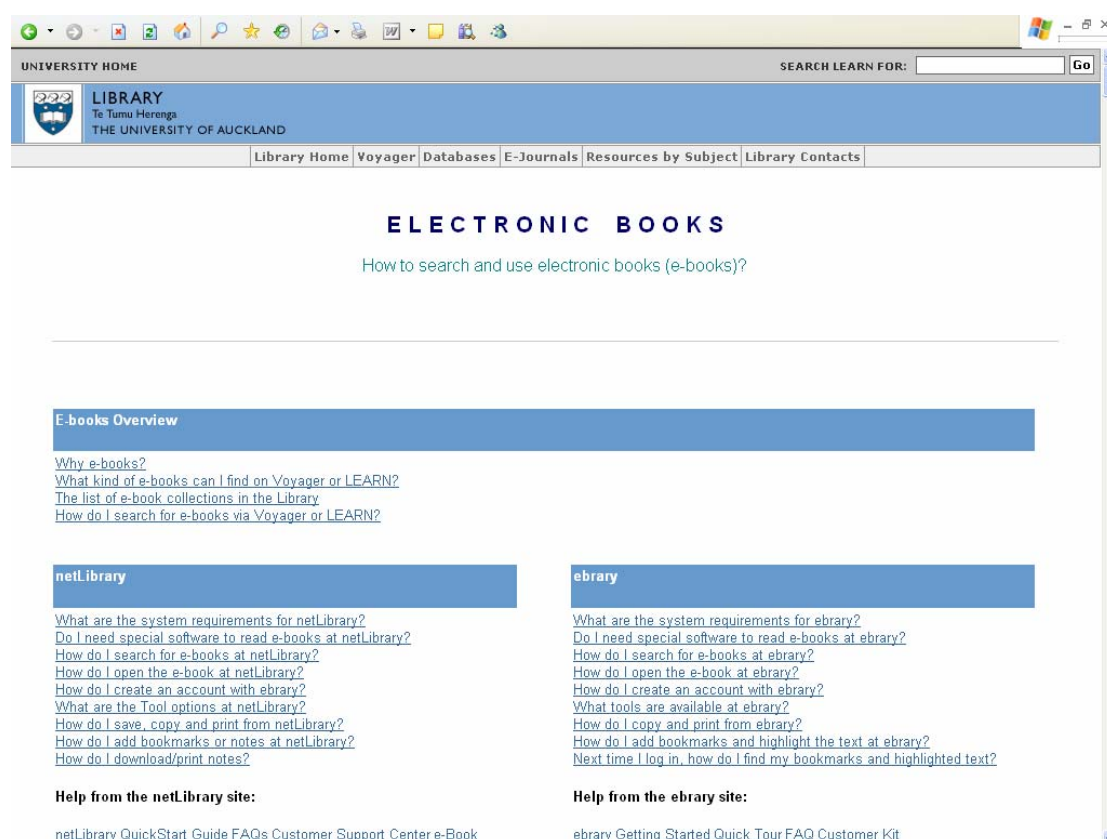 UNIVERSITY HOME
SEARCH LEARN FOR:
Go
LIBRARY
Te Tumu Herenga
THE UNIVERSITY OF AUCKLAND
Library Home Voyager Databases E-Journals Resources by Subject Library Contacts
ELECTRONIC BOOKS
How to search and use electronic books (e-books)?
E-books Overview
Why e-books?
What kind of e-books can I find on Voyager or LEARN?
The list of e-book collections in the Library
How do I search for e-books via Voyager or LEARN?
netLibrary
What are the system requirements for netLibrary?
Do I need special software to read e-books at netLibrary?
How do I search for e-books at netLibrary?
How do I open the e-book at netLibrary?
How do I create an account with ebrary?
What are the Tool options at netLibrary?
How do I save, copy and print from netLibrary?
How do I add bookmarks or notes at netLibrary?
How do I download/print notes?
Help from the netLibrary site:
netLibrary QuickStart Guide FAQs Customer Support Center e-Book
ebrary
What are the system requirements for ebrary?
Do I need special software to read e-books at ebrary?
How do I search for e-books at ebrary?
How do I open the e-book at ebrary?
How do I create an account with ebrary?
What tools are available at ebrary?
How do I copy and print from ebrary?
How do I add bookmarks and highlight the text at ebrary?
Next time I log in, how do I find my bookmarks and highlighted text?
Help from the ebrary site:
ebrary Getting Started Quick Tour FAQ Customer Kit